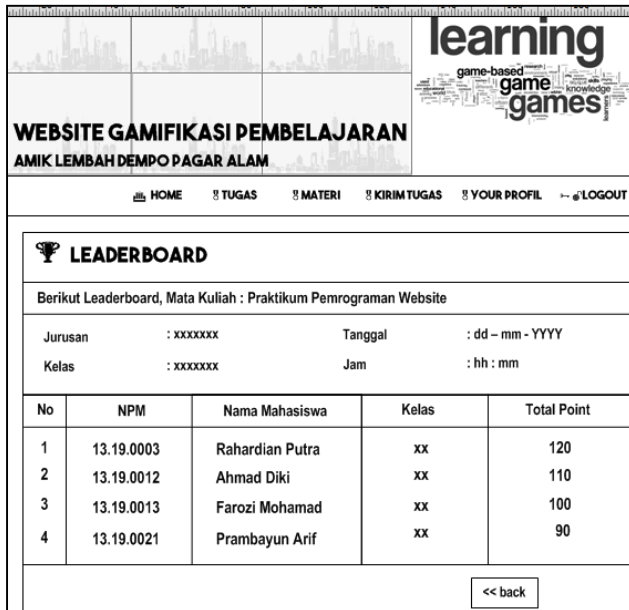 learning
game-based
research
game
knowledge
games
learners
WEBSITE GAMIFIKASI PEMBELAJARAN
AMIK LEMBAH DEMPO PAGAR ALAM
HOME TUGAS MATERI KIRIM TUGAS YOUR PROFIL LOGOUT
LEADERBOARD
Berikut Leaderboard, Mata Kuliah : Praktikum Pemrograman Website
Jurusan : xxxxxxx Tanggal : dd – mm - YYYY
Kelas : xxxxxxx Jam : hh : mm
No NPM Nama Mahasiswa Kelas Total Point
1 13.19.0003 Rahardian Putra xx 120
2 13.19.0012 Ahmad Diki xx 110
3 13.19.0013 Farozi Mohamad xx 100
4 13.19.0021 Prambayun Arif xx 90
<< back